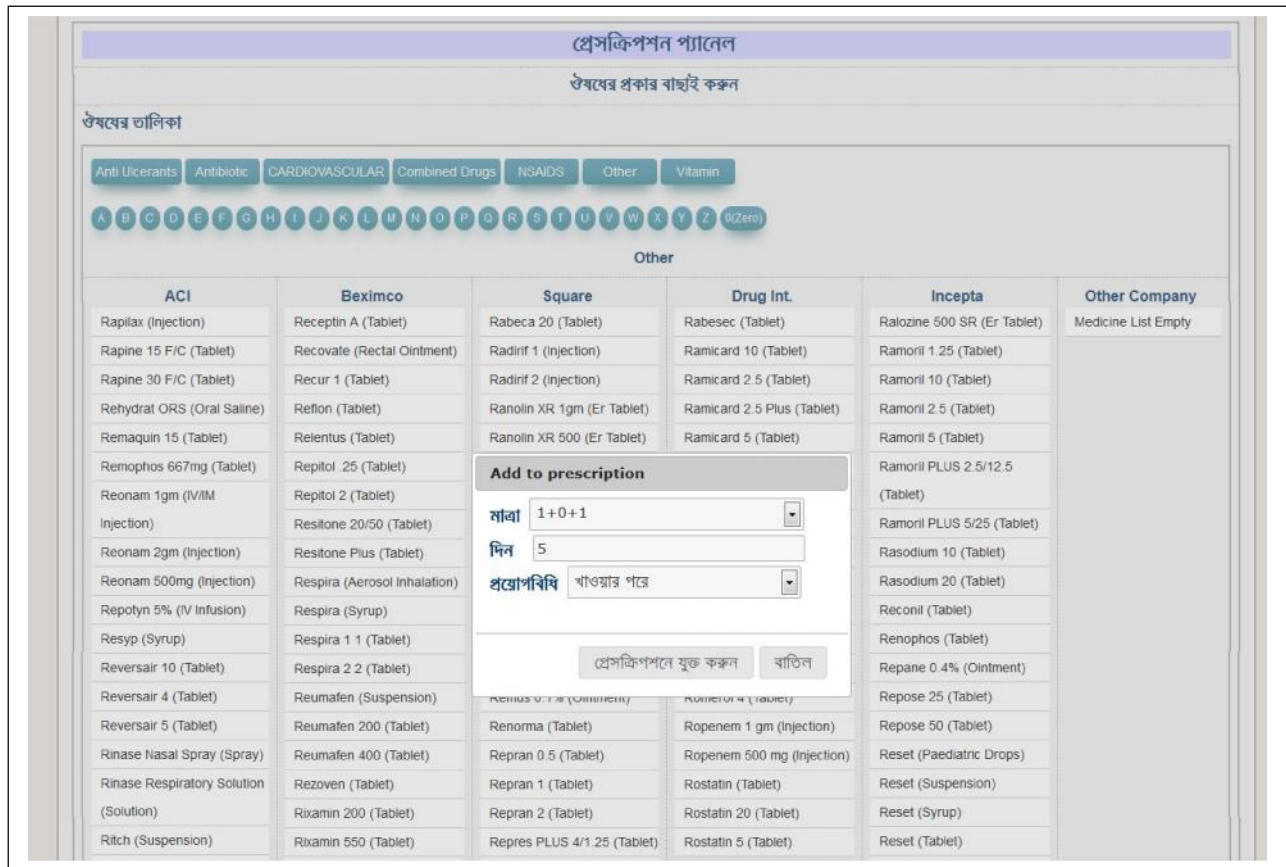 প্রেসক্রিপশন প্যানেল
ঔষধের প্রকার বাছাই করুন
ঔষধের তালিকা
Anti Ulcerants Antibiotic CARDIOVASCULAR Combined Drugs NSAIDS Other Vitamin
A B C D E F G H I J K L M N O P Q R S T U V W X Y Z 0(Zero)
Other
ACI
Rapilax (Injection)
Rapine 15 F/C (Tablet)
Rapine 30 F/C (Tablet)
Rehydrat ORS (Oral Saline)
Remaquin 15 (Tablet)
Remophos 667mg (Tablet)
Reonam 1gm (IV/IM
Injection)
Reonam 2gm (Injection)
Reonam 500mg (Injection)
Repotyn 5% (IV Infusion)
Resyp (Syrup)
Reversair 10 (Tablet)
Reversair 4 (Tablet)
Reversair 5 (Tablet)
Rinase Nasal Spray (Spray)
Rinase Respiratory Solution
(Solution)
Ritch (Suspension)
Beximco
Receptin A (Tablet)
Recovate (Rectal Ointment)
Recur 1 (Tablet)
Reflon (Tablet)
Relentus (Tablet)
Repitol .25 (Tablet)
Repitol 2 (Tablet)
Resitone 20/50 (Tablet)
Resitone Plus (Tablet)
Respira (Aerosol Inhalation)
Respira (Syrup)
Respira 1 1 (Tablet)
Respira 2 2 (Tablet)
Reumafen (Suspension)
Reumafen 200 (Tablet)
Reumafen 400 (Tablet)
Rezoven (Tablet)
Rixamin 200 (Tablet)
Rixamin 550 (Tablet)
Square
Rabeca 20 (Tablet)
Radirif 1 (Injection)
Radirif 2 (Injection)
Ranolin XR 1gm (Er Tablet)
Ranolin XR 500 (Er Tablet)
Remus 0.1% (Ointment)
Renorma (Tablet)
Repran 0.5 (Tablet)
Repran 1 (Tablet)
Repran 2 (Tablet)
Repres PLUS 4/1.25 (Tablet)
Drug Int.
Rabesec (Tablet)
Ramicard 10 (Tablet)
Ramicard 2.5 (Tablet)
Ramicard 2.5 Plus (Tablet)
Ramicard 5 (Tablet)
Romerol 4 (Tablet)
Ropenem 1 gm (Injection)
Ropenem 500 mg (Injection)
Rostatin (Tablet)
Rostatin 20 (Tablet)
Rostatin 5 (Tablet)
Incepta
Ralozine 500 SR (Er Tablet)
Ramoril 1.25 (Tablet)
Ramoril 10 (Tablet)
Ramoril 2.5 (Tablet)
Ramoril 5 (Tablet)
Ramoril PLUS 2.5/12.5
(Tablet)
Ramoril PLUS 5/25 (Tablet)
Rasodium 10 (Tablet)
Rasodium 20 (Tablet)
Reconil (Tablet)
Renophos (Tablet)
Repane 0.4% (Ointment)
Repose 25 (Tablet)
Repose 50 (Tablet)
Reset (Paediatric Drops)
Reset (Suspension)
Reset (Syrup)
Reset (Tablet)
Other Company
Medicine List Empty
Add to prescription
মাত্রা 1+0+1
দিন 5
প্রয়োগবিধি খাওয়ার পরে
প্রেসক্রিপশনে যুক্ত করুন বাতিল